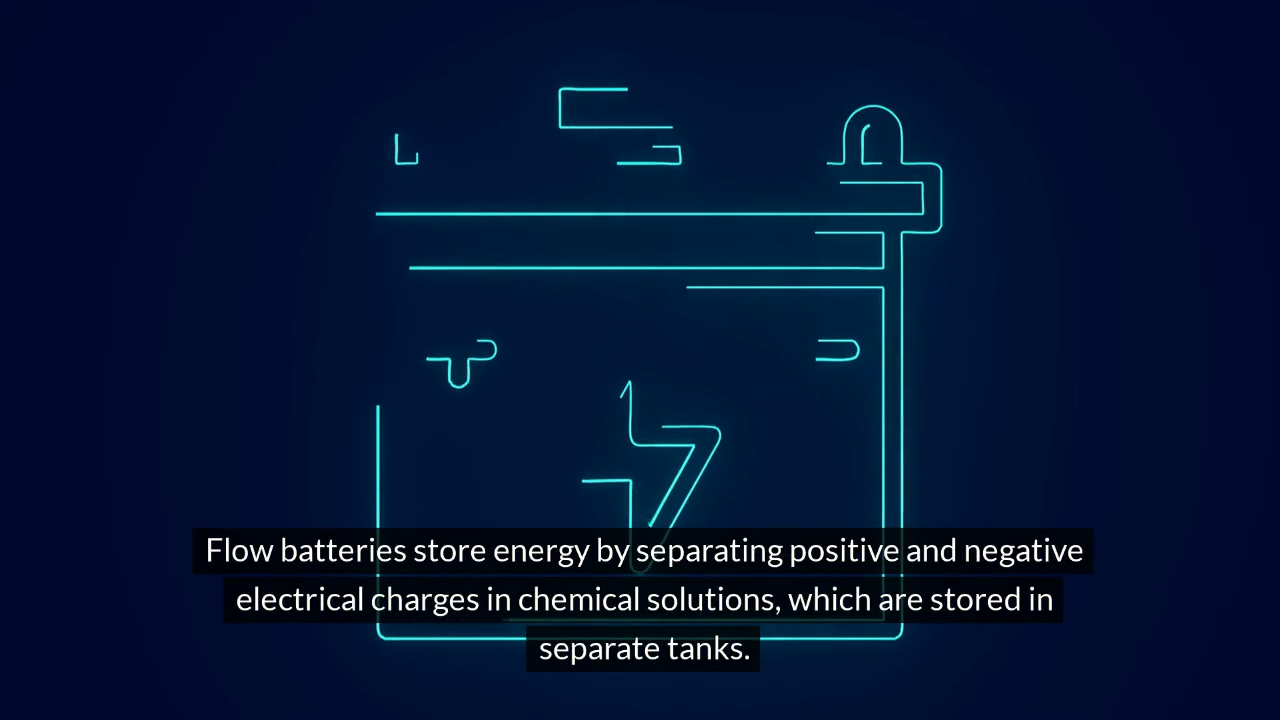 Flow batteries store energy by separating positive and negative
electrical charges in chemical solutions, which are stored in
separate tanks.